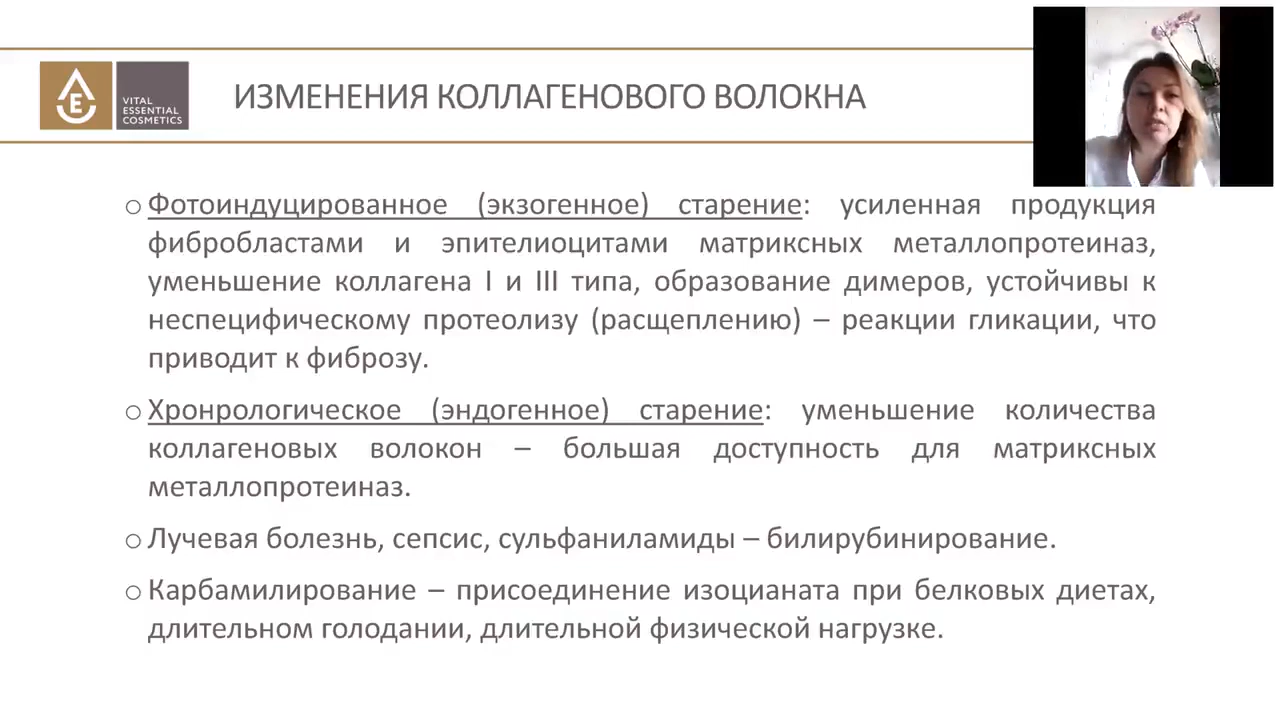 VITAL
ESSENTIAL
COSMETICS
E
ИЗМЕНЕНИЯ КОЛЛАГЕНОВОГО ВОЛОКНА
Фотоиндуцированное (экзогенное) старение: усиленная продукция
фибробластами и эпителиоцитами матриксных металлопротеиназ,
уменьшение коллагена I и III типа, образование димеров, устойчивы к
неспецифическому протеолизу (расщеплению) – реакции гликации, что
приводит к фиброзу.
Хронрологическое (эндогенное) старение: уменьшение количества
коллагеновых волокон – большая доступность для матриксных
металлопротеиназ.
Лучевая болезнь, сепсис, сульфаниламиды – билирубинирование.
Карбамилирование – присоединение изоцианата при белковых диетах,
длительном голодании, длительной физической нагрузке.